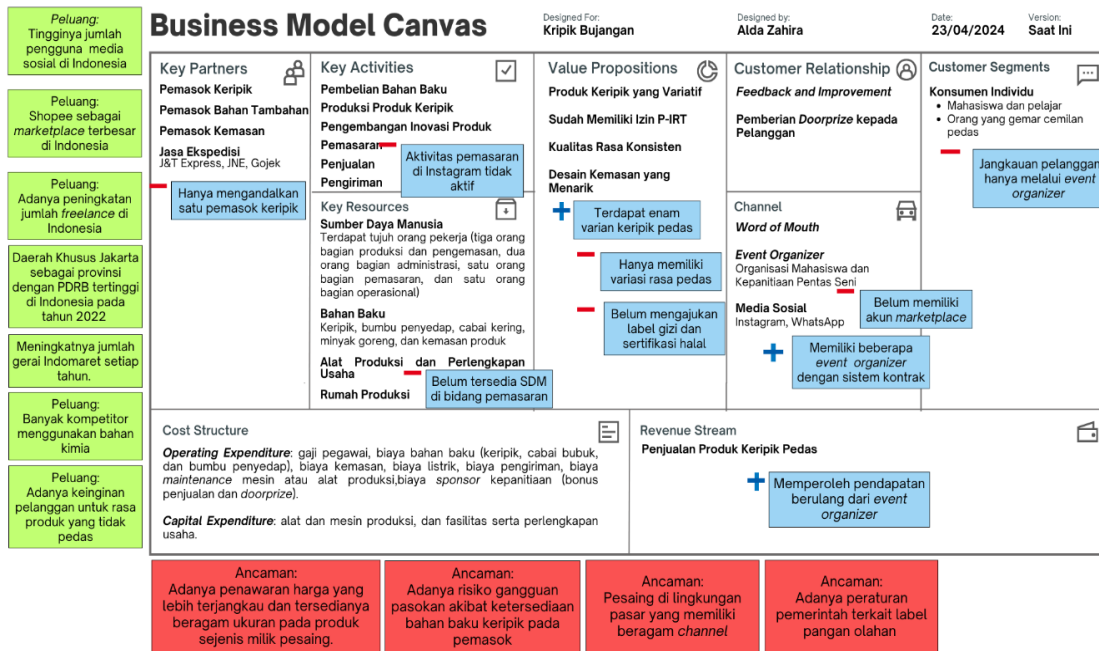 Peluang:
Tingginya jumlah
pengguna media
sosial di Indonesia
Peluang:
Shopee sebagai
marketplace terbesar
di Indonesia
Peluang:
Adanya peningkatan
jumlah freelance di
Indonesia
Daerah Khusus Jakarta
sebagai provinsi
dengan PDRB tertinggi
di Indonesia pada
tahun 2022
Meningkatnya jumlah
gerai Indomaret setiap
tahun.
Peluang:
Banyak kompetitor
menggunakan bahan
kimia
Peluang:
Adanya keinginan
pelanggan untuk rasa
produk yang tidak
pedas
Business Model Canvas
Designed For:
Kripik Bujangan
Designed by:
Alda Zahira
Date:
23/04/2024
Version:
Saat Ini
Key Partners
Pemasok Keripik
Pemasok Bahan Tambahan
Pemasok Kemasan
Jasa Ekspedisi
J&T Express, JNE, Gojek
Hanya mengandalkan
satu pemasok keripik
Key Activities
Pembelian Bahan Baku
Produksi Produk Keripik
Pengembangan Inovasi Produk
Pemasaran
Penjualan
Pengiriman
Aktivitas pemasaran
di Instagram tidak
aktif
Key Resources
Sumber Daya Manusia
Terdapat tujuh orang pekerja (tiga orang
bagian produksi dan pengemasan, dua
orang bagian administrasi, satu orang
bagian pemasaran, dan satu orang
bagian operasional)
Bahan Baku
Keripik, bumbu penyedap, cabai kering,
minyak goreng, dan kemasan produk
Alat Produksi dan Perlengkapan
Usaha
Rumah Produksi
Belum tersedia SDM
di bidang pemasaran
Value Propositions
Produk Keripik yang Variatif
Sudah Memiliki Izin P-IRT
Kualitas Rasa Konsisten
Desain Kemasan yang
Menarik
Terdapat enam
varian keripik pedas
Hanya memiliki
variasi rasa pedas
Belum mengajukan
label gizi dan
sertifikasi halal
Customer Relationship
Feedback and Improvement
Pemberian Doorprize kepada
Pelanggan
Channel
Word of Mouth
Event Organizer
Organisasi Mahasiswa dan
Kepanitiaan Pentas Seni
Media Sosial
Instagram, WhatsApp
Belum memiliki
akun marketplace
Memiliki beberapa
event organizer
dengan sistem kontrak
Customer Segments
Konsumen Individu
• Mahasiswa dan pelajar
• Orang yang gemar cemilan
pedas
Jangkauan pelanggan
hanya melalui event
organizer
Cost Structure
Operating Expenditure: gaji pegawai, biaya bahan baku (keripik, cabai bubuk,
dan bumbu penyedap), biaya kemasan, biaya listrik, biaya pengiriman, biaya
maintenance mesin atau alat produksi,biaya sponsor kepanitiaan (bonus
penjualan dan doorprize).
Capital Expenditure: alat dan mesin produksi, dan fasilitas serta perlengkapan
usaha.
Revenue Stream
Penjualan Produk Keripik Pedas
Memperoleh pendapatan
berulang dari event
organizer
Ancaman:
Adanya penawaran harga yang
lebih terjangkau dan tersedianya
beragam ukuran pada produk
sejenis milik pesaing.
Ancaman:
Adanya risiko gangguan
pasokan akibat ketersediaan
bahan baku keripik pada
pemasok
Ancaman:
Pesaing di lingkungan
pasar yang memiliki
beragam channel
Ancaman:
Adanya peraturan
pemerintah terkait label
pangan olahan